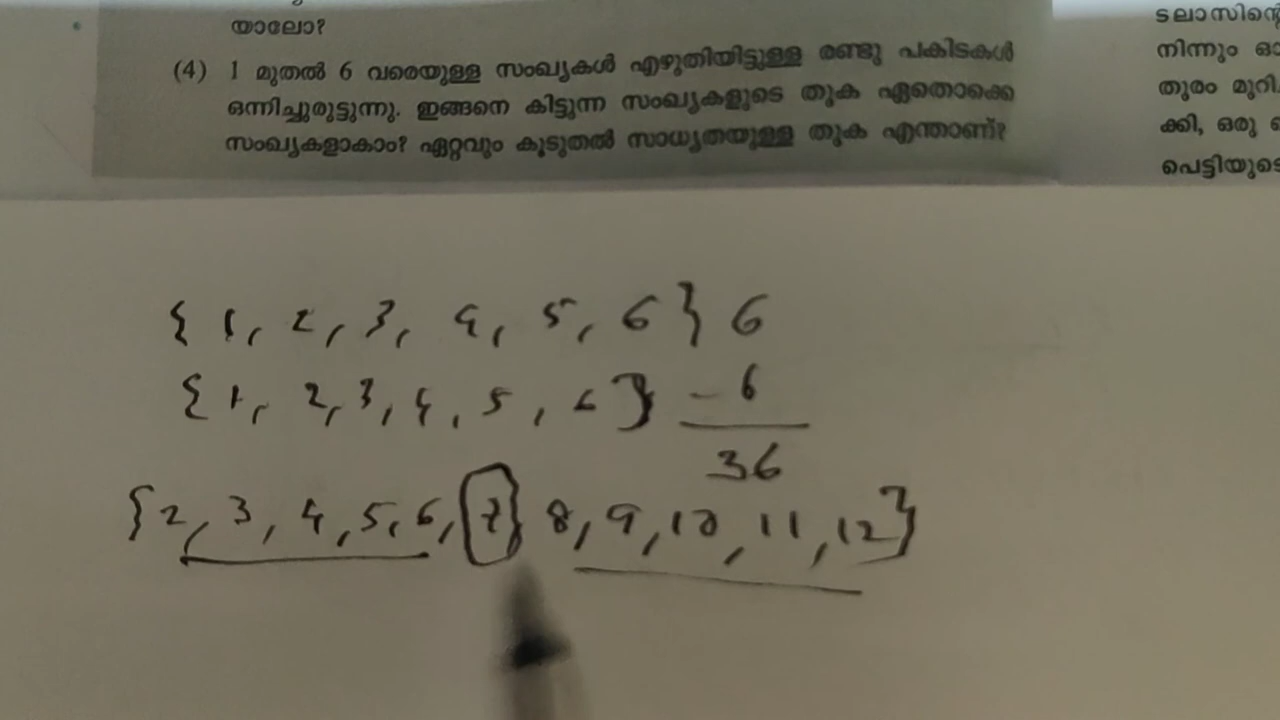 യാലോ?
(4) 1 മുതൽ 6 വരെയുള്ള സംഖ്യകൾ എഴുതിയിട്ടുള്ള രണ്ടു പകിടകൾ
ഒന്നിച്ചുരുട്ടുന്നു. ഇങ്ങനെ കിട്ടുന്ന സംഖ്യകളുടെ തുക ഏതൊക്കെ
സംഖ്യകളാകാം? ഏറ്റവും കൂടുതൽ സാധ്യതയുള്ള തുക എന്താണ്?
നിന്നും
തുരം മുറി
ക്കി, ഒരു
പെട്ടിയുടെ
{ 1, 2, 3, 4, 5, 6 } 6
{ 1, 2, 3, 4, 5, 6 } - 6
36
{ 2, 3, 4, 5, 6, 7 8, 9, 10, 11, 12 }